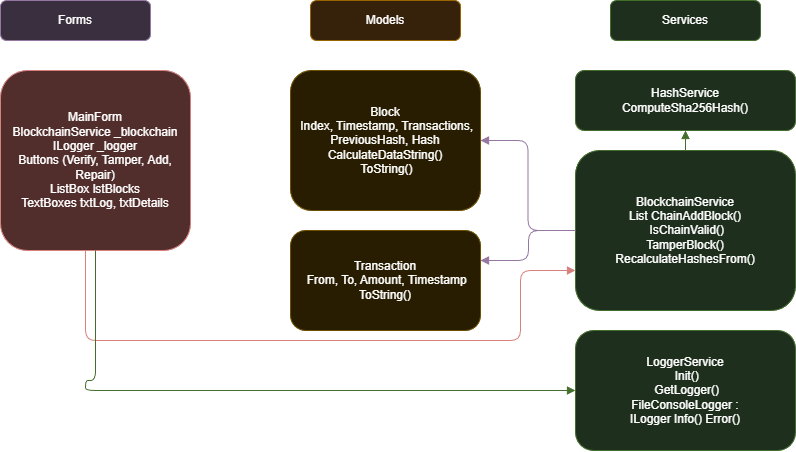 Forms
Models
Services
MainForm
BlockchainService _blockchain
ILogger _logger
Buttons (Verify, Tamper, Add,
Repair)
ListBox lstBlocks
TextBoxes txtLog, txtDetails
Block
Index, Timestamp, Transactions,
PreviousHash, Hash
CalculateDataString()
ToString()
Transaction
From, To, Amount, Timestamp
ToString()
HashService
ComputeSha256Hash()
BlockchainService
List ChainAddBlock()
IsChainValid()
TamperBlock()
RecalculateHashesFrom()
LoggerService
Init()
GetLogger()
FileConsoleLogger :
ILogger Info() Error()